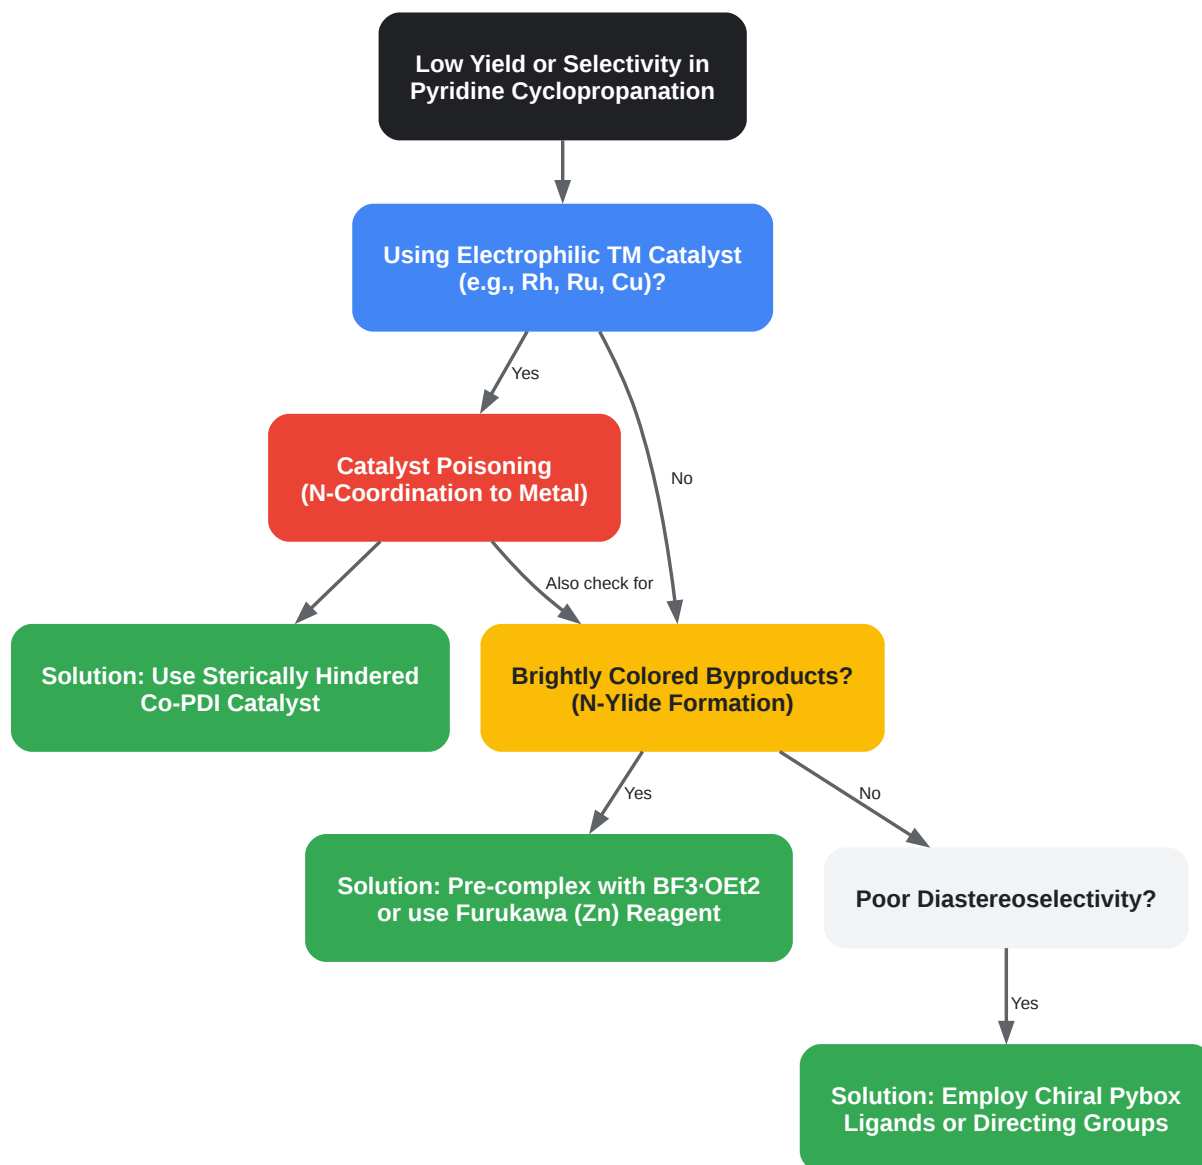 Low Yield or Selectivity in
Pyridine Cyclopropanation
Using Electrophilic TM Catalyst
(e.g., Rh, Ru, Cu)?
Yes
No
Catalyst Poisoning
(N-Coordination to Metal)
Also check for
Solution: Use Sterically Hindered
Co-PDI Catalyst
Brightly Colored Byproducts?
(N-Ylide Formation)
Yes
No
Solution: Pre-complex with BF3·OEt2
or use Furukawa (Zn) Reagent
Poor Diastereoselectivity?
Yes
Solution: Employ Chiral Pybox
Ligands or Directing Groups